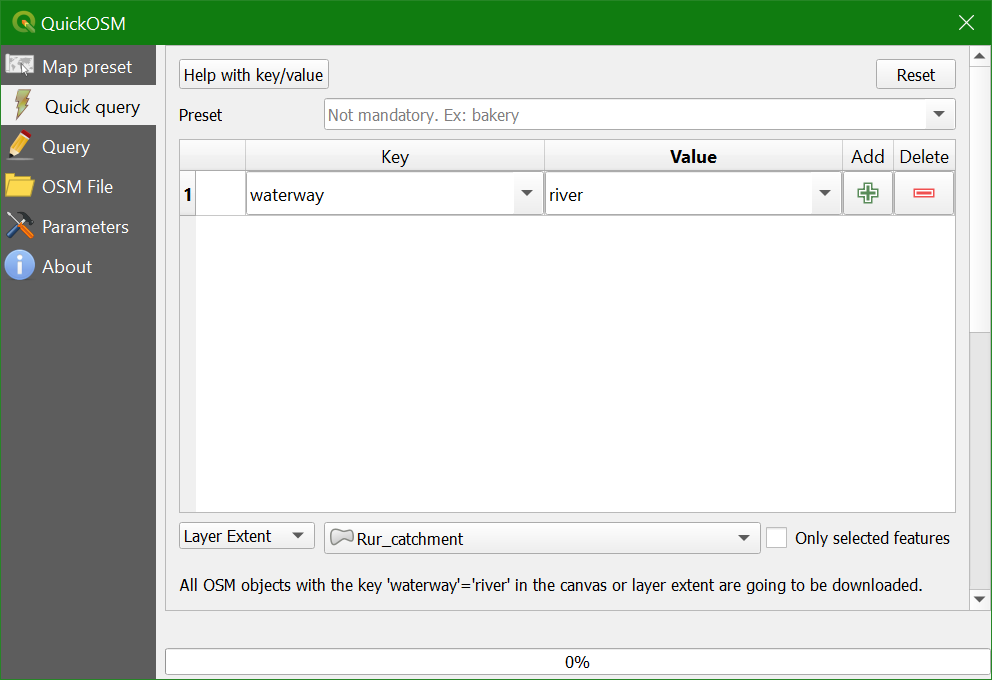 QuickOSM
Map preset
Quick query
Query
OSM File
Parameters
About
Help with key/value
Reset
Preset Not mandatory. Ex: bakery
Key Value Add Delete
1 waterway river
Layer Extent Rur_catchment Only selected features
All OSM objects with the key 'waterway'='river' in the canvas or layer extent are going to be downloaded.
0%